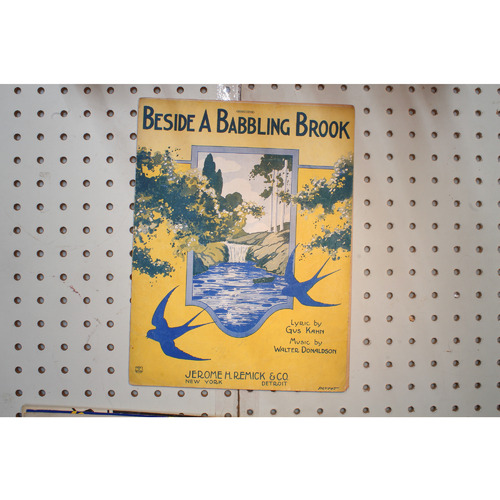 BESIDE A BABBLING BROOK
LYRIC BY
GUS KAHN
MUSIC BY
WALTER DONALDSON
JEROME H. REMICK & CO.
NEW YORK DETROIT